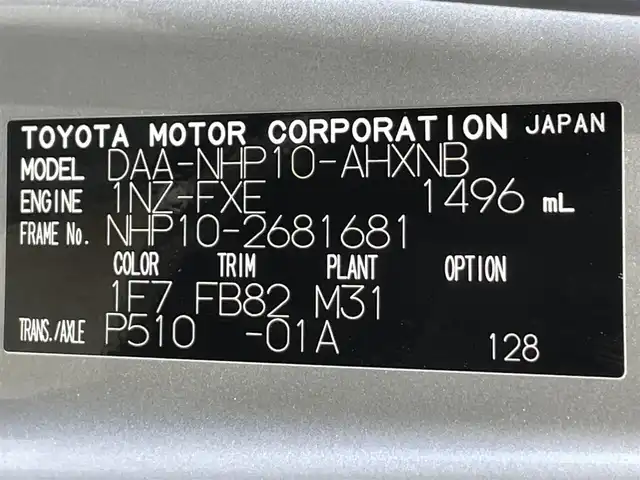 TOYOTA MOTOR CORPORATION JAPAN
MODEL DAA-NHP10-AHXNB
ENGINE 1NZ-FXE 1496 mL
FRAME No. NHP10-2681681
COLOR TRIM PLANT OPTION
1F7 FB82 M31
TRANS./AXLE P510 -01A 128